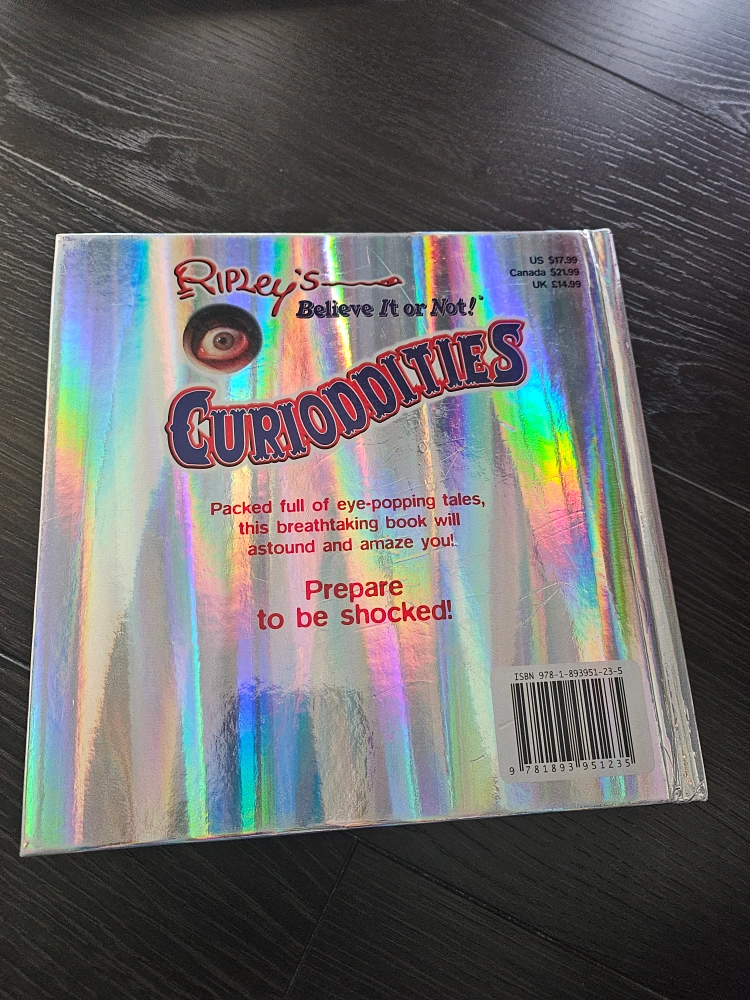 RIPLEY'S
Believe It or Not!
US $17.99
Canada $21.99
UK £14.99
CURIODDITIES
Packed full of eye-popping tales,
this breathtaking book will
astound and amaze you!
Prepare
to be shocked!
ISBN 978-1-893951-23-5
9 781893 951235